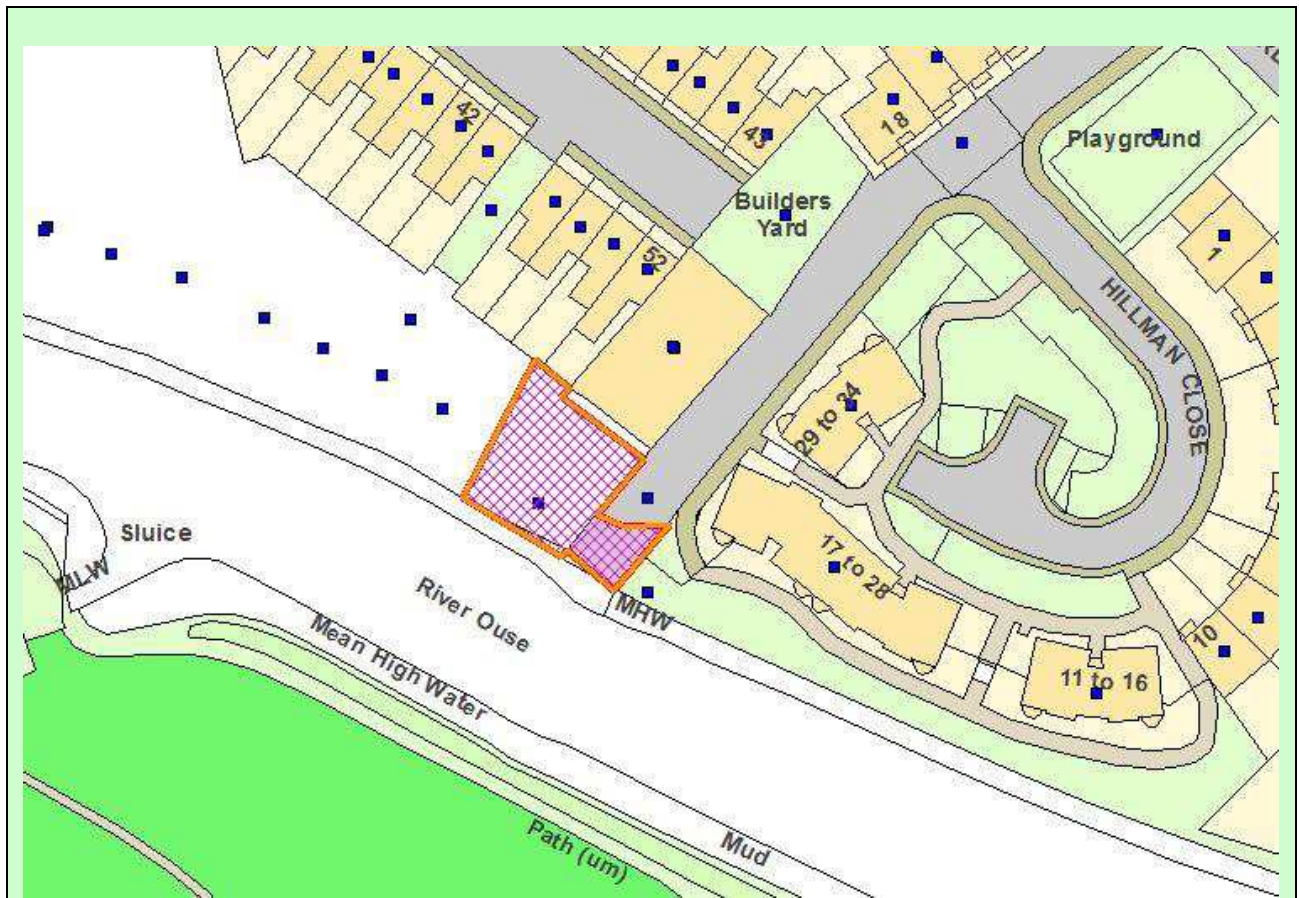 42
43
18
Playground
Builders
Yard
1
52
HILLMAN CLOSE
29 to 34
Sluice
MLW
17 to 28
River Ouse
MHW
Mean High Water
10
11 to 16
Path (um)
Mud